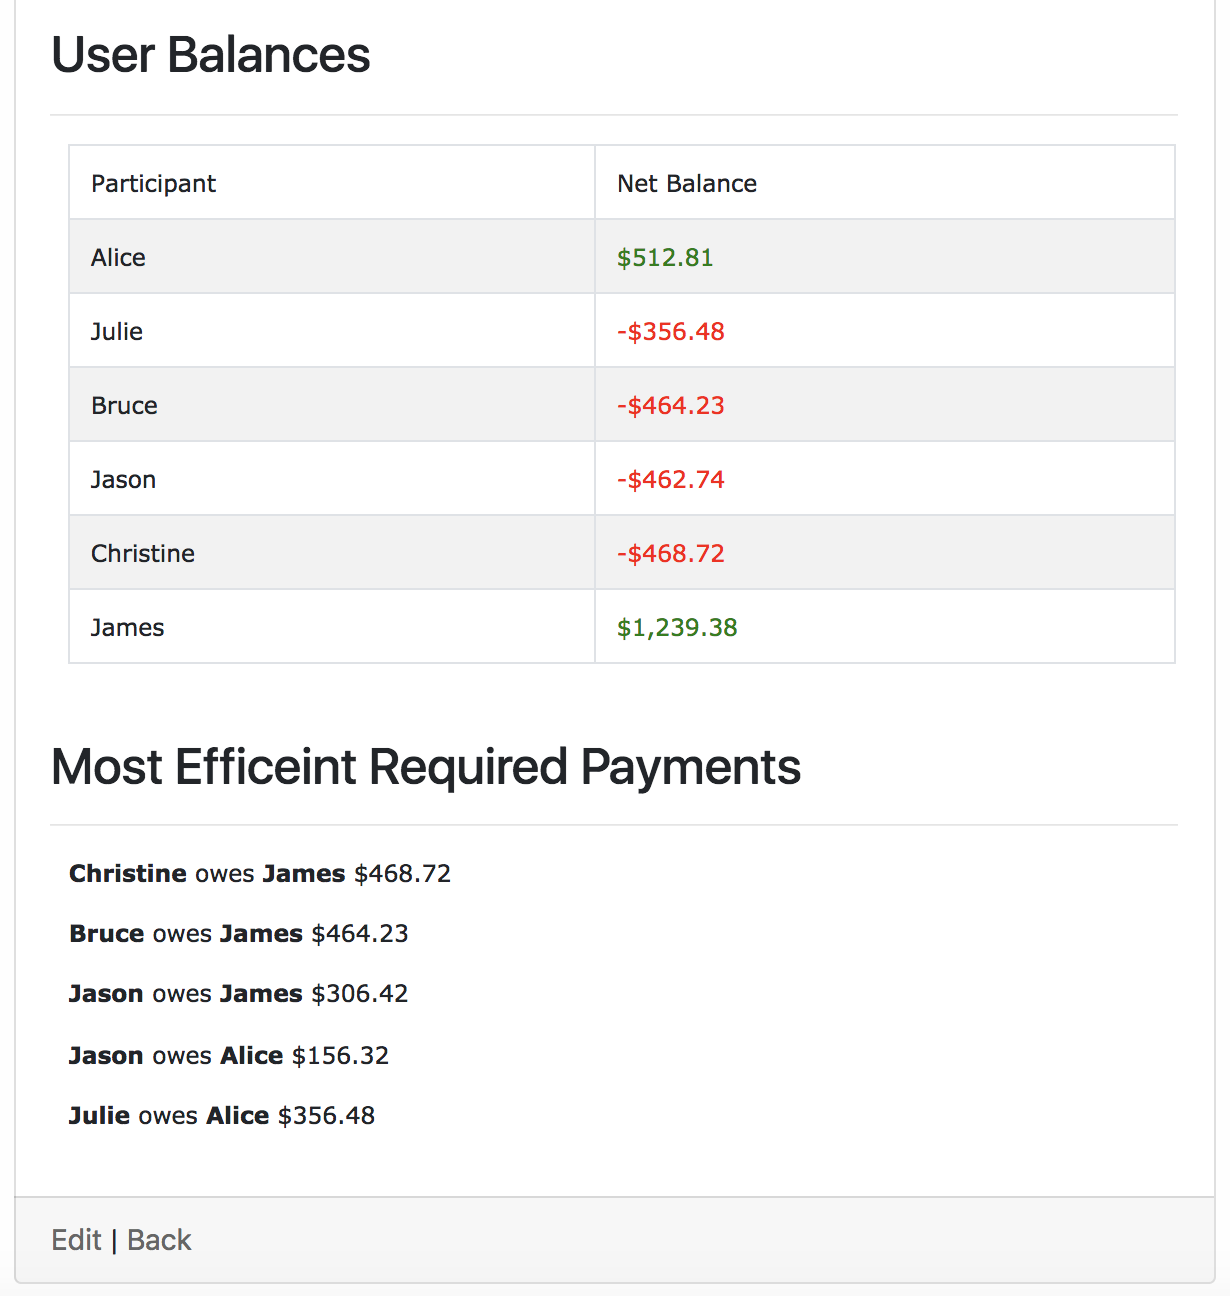 User Balances
Participant Net Balance
Alice $512.81
Julie -$356.48
Bruce -$464.23
Jason -$462.74
Christine -$468.72
James $1,239.38
Most Efficeint Required Payments
Christine owes James $468.72
Bruce owes James $464.23
Jason owes James $306.42
Jason owes Alice $156.32
Julie owes Alice $356.48
Edit | Back